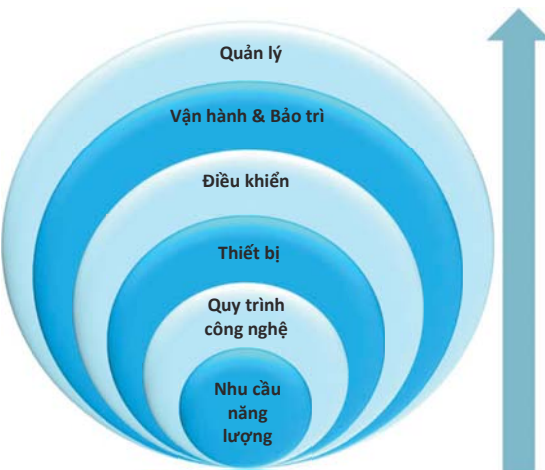 Quản lý
Vận hành & Bảo trì
Điều khiển
Thiết bị
Quy trình
công nghệ
Nhu cầu
năng
lượng